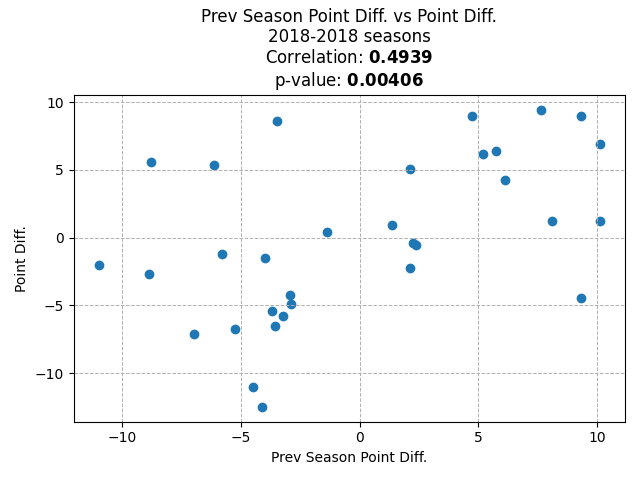 Prev Season Point Diff. vs Point Diff.
2018-2018 seasons
Correlation: 0.4939
p-value: 0.00406
10
5
0
−5
−10
Point Diff.
−10
−5
0
5
10
Prev Season Point Diff.